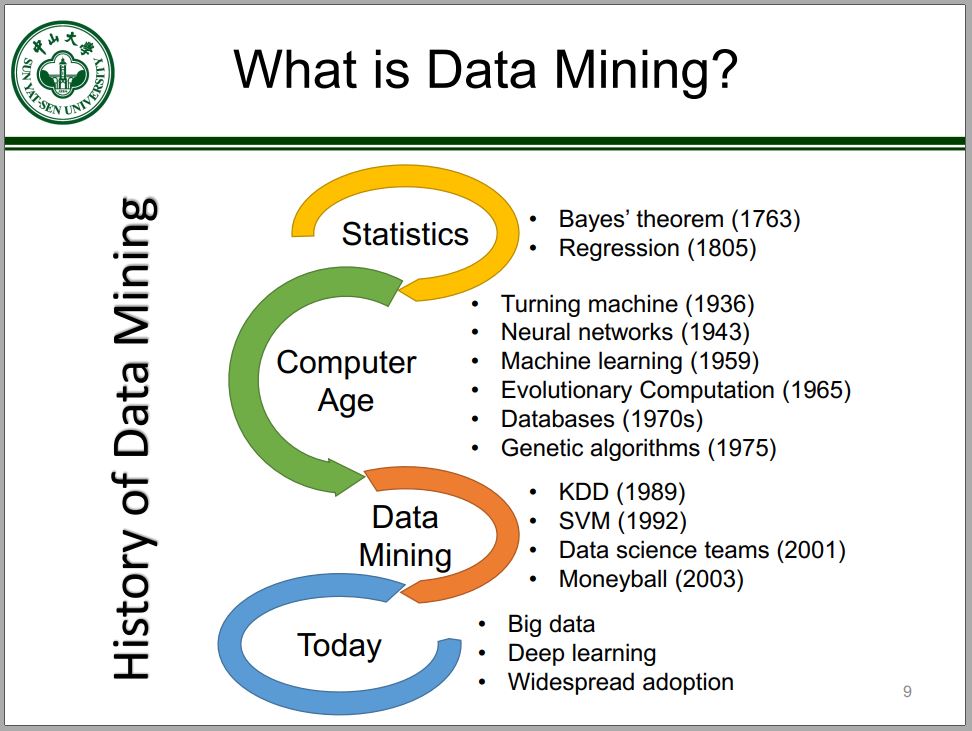 中山大学
SUN YAT-SEN UNIVERSITY
What is Data Mining?
History of Data Mining
Statistics
• Bayes’ theorem (1763)
• Regression (1805)
Computer
Age
• Turning machine (1936)
• Neural networks (1943)
• Machine learning (1959)
• Evolutionary Computation (1965)
• Databases (1970s)
• Genetic algorithms (1975)
Data
Mining
• KDD (1989)
• SVM (1992)
• Data science teams (2001)
• Moneyball (2003)
Today
• Big data
• Deep learning
• Widespread adoption
9